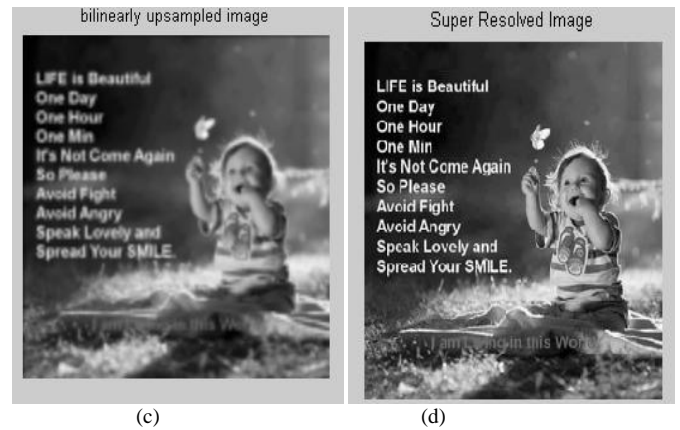 bilinearly upsampled image
LIFE is Beautiful
One Day
One Hour
One Min
It's Not Come Again
So Please
Avoid Fight
Avoid Angry
Speak Lovely and
Spread Your SMILE.
in this
(c)
Super Resolved Image
LIFE is Beautiful
One Day
One Hour
One Min
It's Not Come Again
So Please
Avoid Fight
Avoid Angry
Speak Lovely and
Spread Your SMILE.
I am in this
(d)